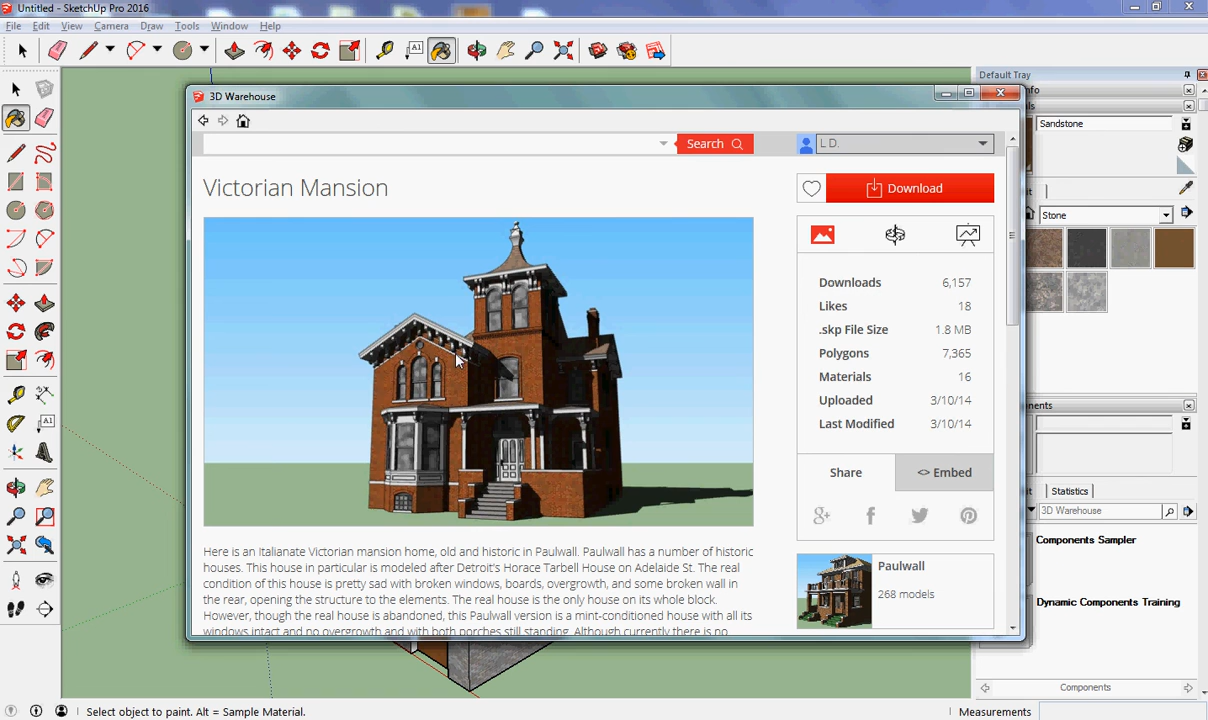 Untitled - SketchUp Pro 2016
File Edit View Camera Draw Tools Window Help
A1
Default Tray
3D Warehouse
Sandstone
Search
L D.
Victorian Mansion
Download
Stone
Downloads 6,157
Likes 18
.skp File Size 1.8 MB
Polygons 7,365
Materials 16
Uploaded 3/10/14
Last Modified 3/10/14
A1
Share
<> Embed
Statistics
3D Warehouse
g+
Components Sampler
Here is an Italianate Victorian mansion home, old and historic in Paulwall. Paulwall has a number of historic
houses. This house in particular is modeled after Detroit's Horace Tarbell House on Adelaide St. The real
condition of this house is pretty sad with broken windows, boards, overgrowth, and some broken wall in
the rear, opening the structure to the elements. The real house is the only house on its whole block.
However, though the real house is abandoned, this Paulwall version is a mint-conditioned house with all its
windows intact and no overgrowth and with both porches still standing. Although currently there is no
Paulwall
268 models
Dynamic Components Training
Components
Select object to paint. Alt = Sample Material.
Measurements